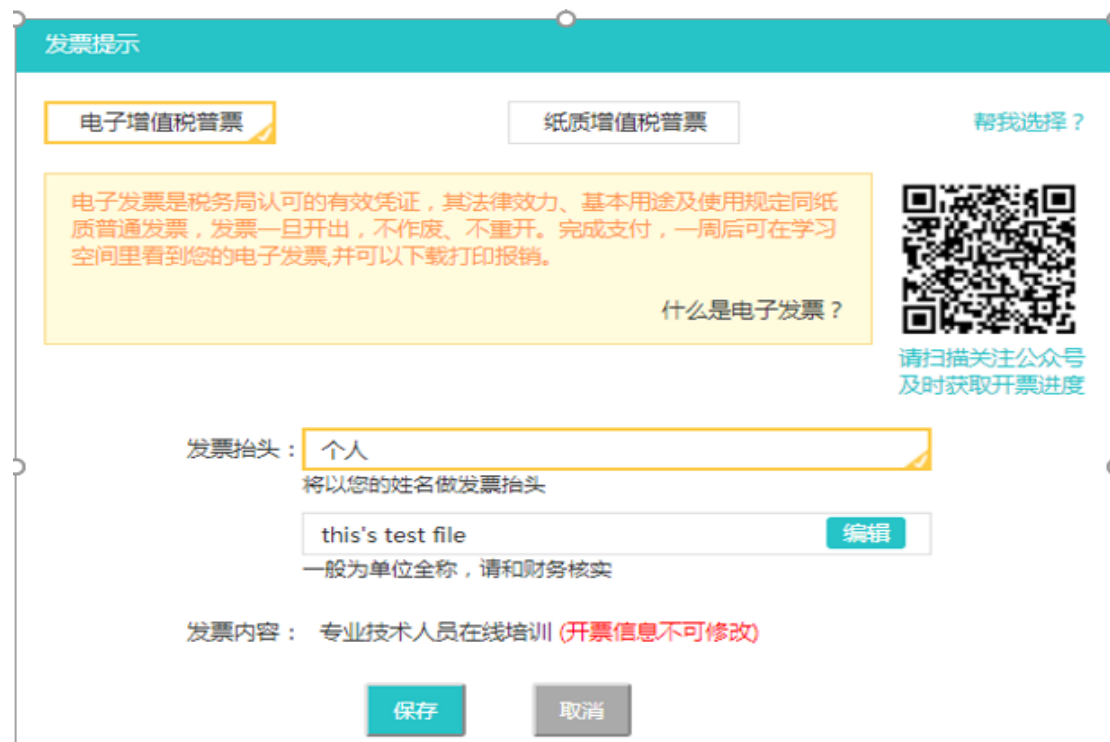 发票提示
电子增值税普票
纸质增值税普票
帮我选择？
电子发票是税务局认可的有效凭证，其法律效力、基本用途及使用规定同纸
质普通发票，发票一旦开出，不作废、不重开。完成支付，一周后可在学习
空间里看到您的电子发票,并可以下载打印报销。
什么是电子发票？
请扫描关注公众号
及时获取开票进度
发票抬头： 个人
将以您的姓名做发票抬头
this's test file 编辑
一般为单位全称，请和财务核实
发票内容： 专业技术人员在线培训 (开票信息不可修改)
保存 取消